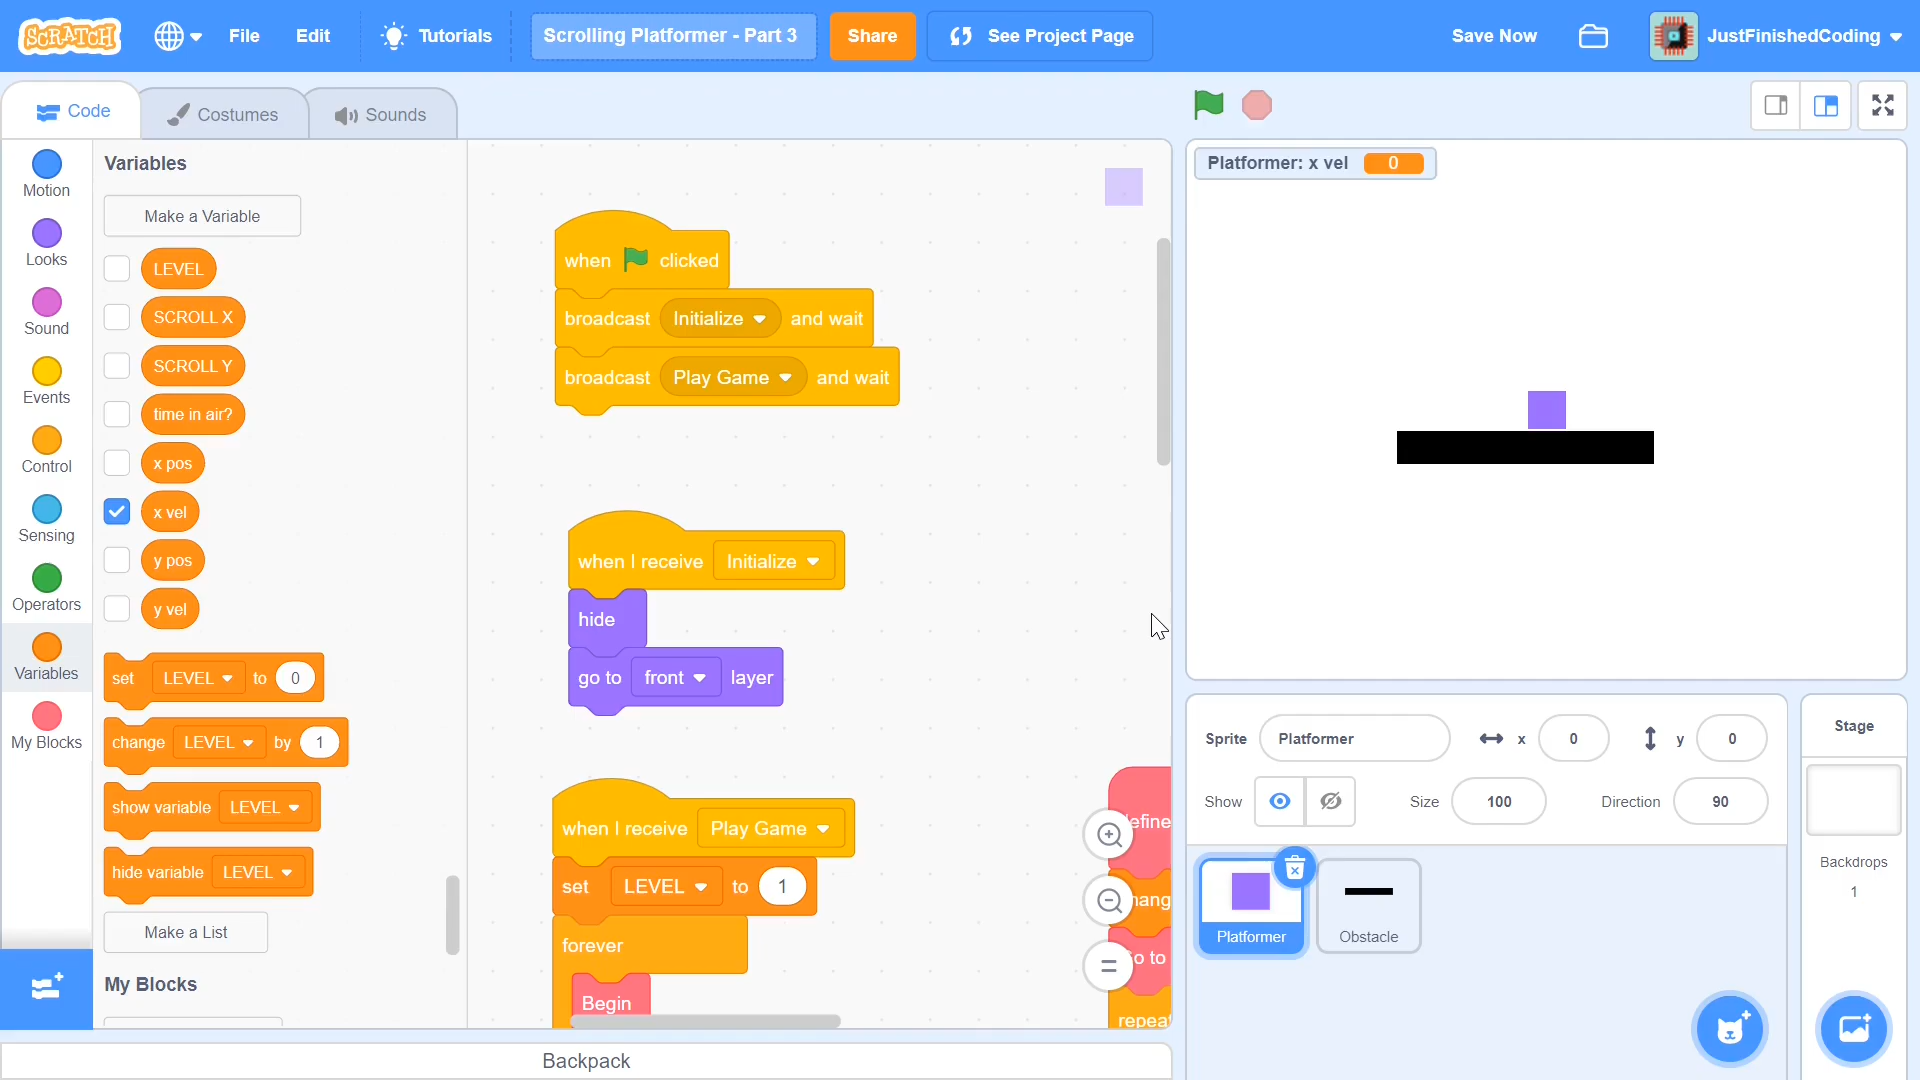 SCRATCH
File
Edit
Tutorials
Scrolling Platformer - Part 3
Share
See Project Page
Save Now
JustFinishedCoding
Code
Costumes
Sounds
Motion
Looks
Sound
Events
Control
Sensing
Operators
Variables
My Blocks
Variables
Make a Variable
LEVEL
SCROLL X
SCROLL Y
time in air?
x pos
x vel
y pos
y vel
set LEVEL to 0
change LEVEL by 1
show variable LEVEL
hide variable LEVEL
Make a List
My Blocks
when clicked
broadcast Initialize and wait
broadcast Play Game and wait
when I receive Initialize
hide
go to front layer
when I receive Play Game
set LEVEL to 1
forever
Begin
efine
hang
o to
repea
Backpack
Platformer: x vel 0
Sprite Platformer x 0 y 0
Show Size 100 Direction 90
Platformer
Obstacle
Stage
Backdrops
1